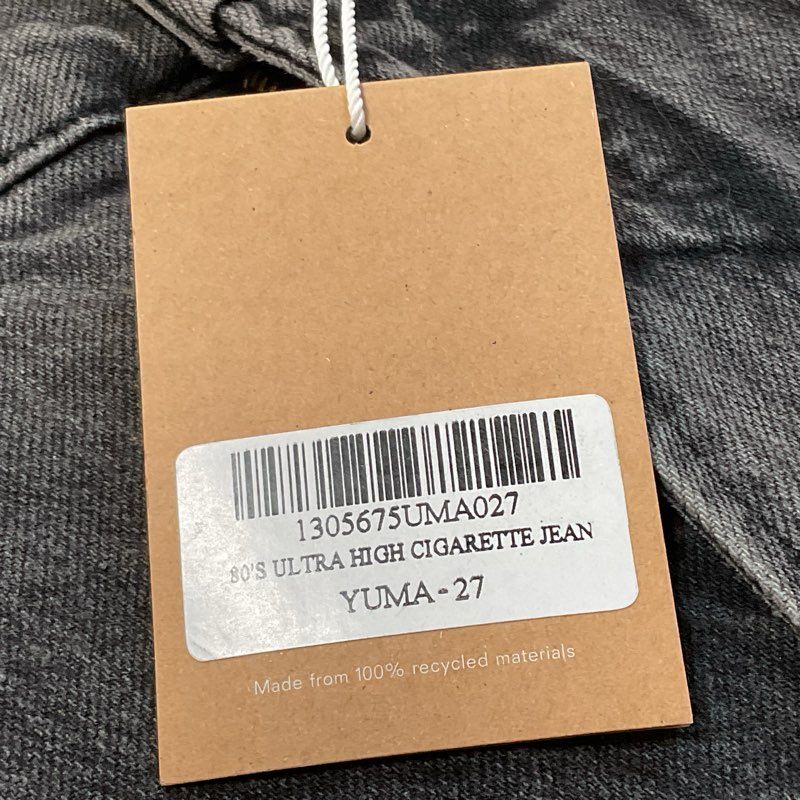 1305675UMA027
80'S ULTRA HIGH CIGARETTE JEAN
YUMA-27
Made from 100% recycled materials